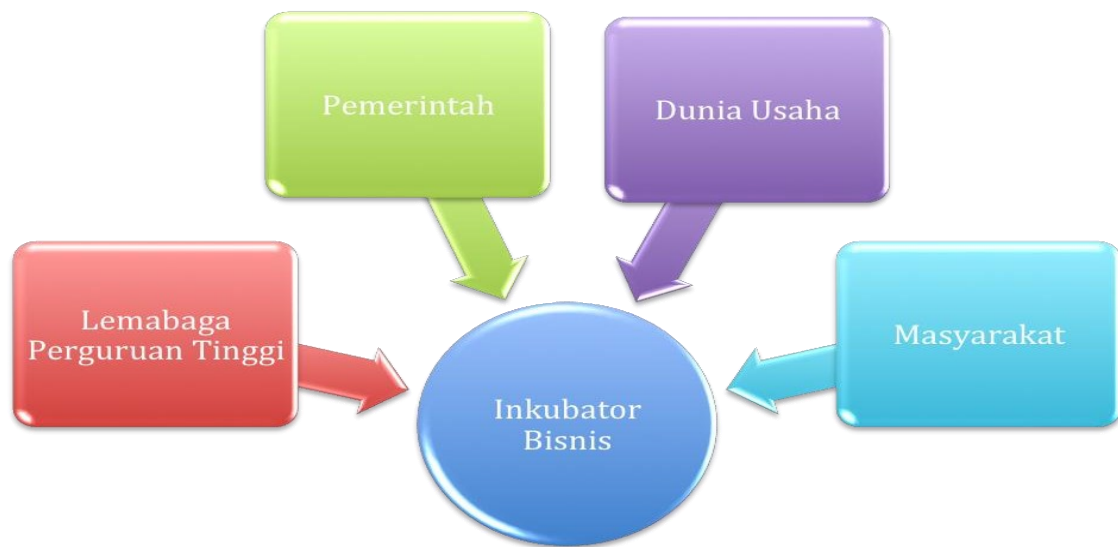 Pemerintah
Dunia Usaha
Lemabaga
Perguruan Tinggi
Masyarakat
Inkubator
Bisnis